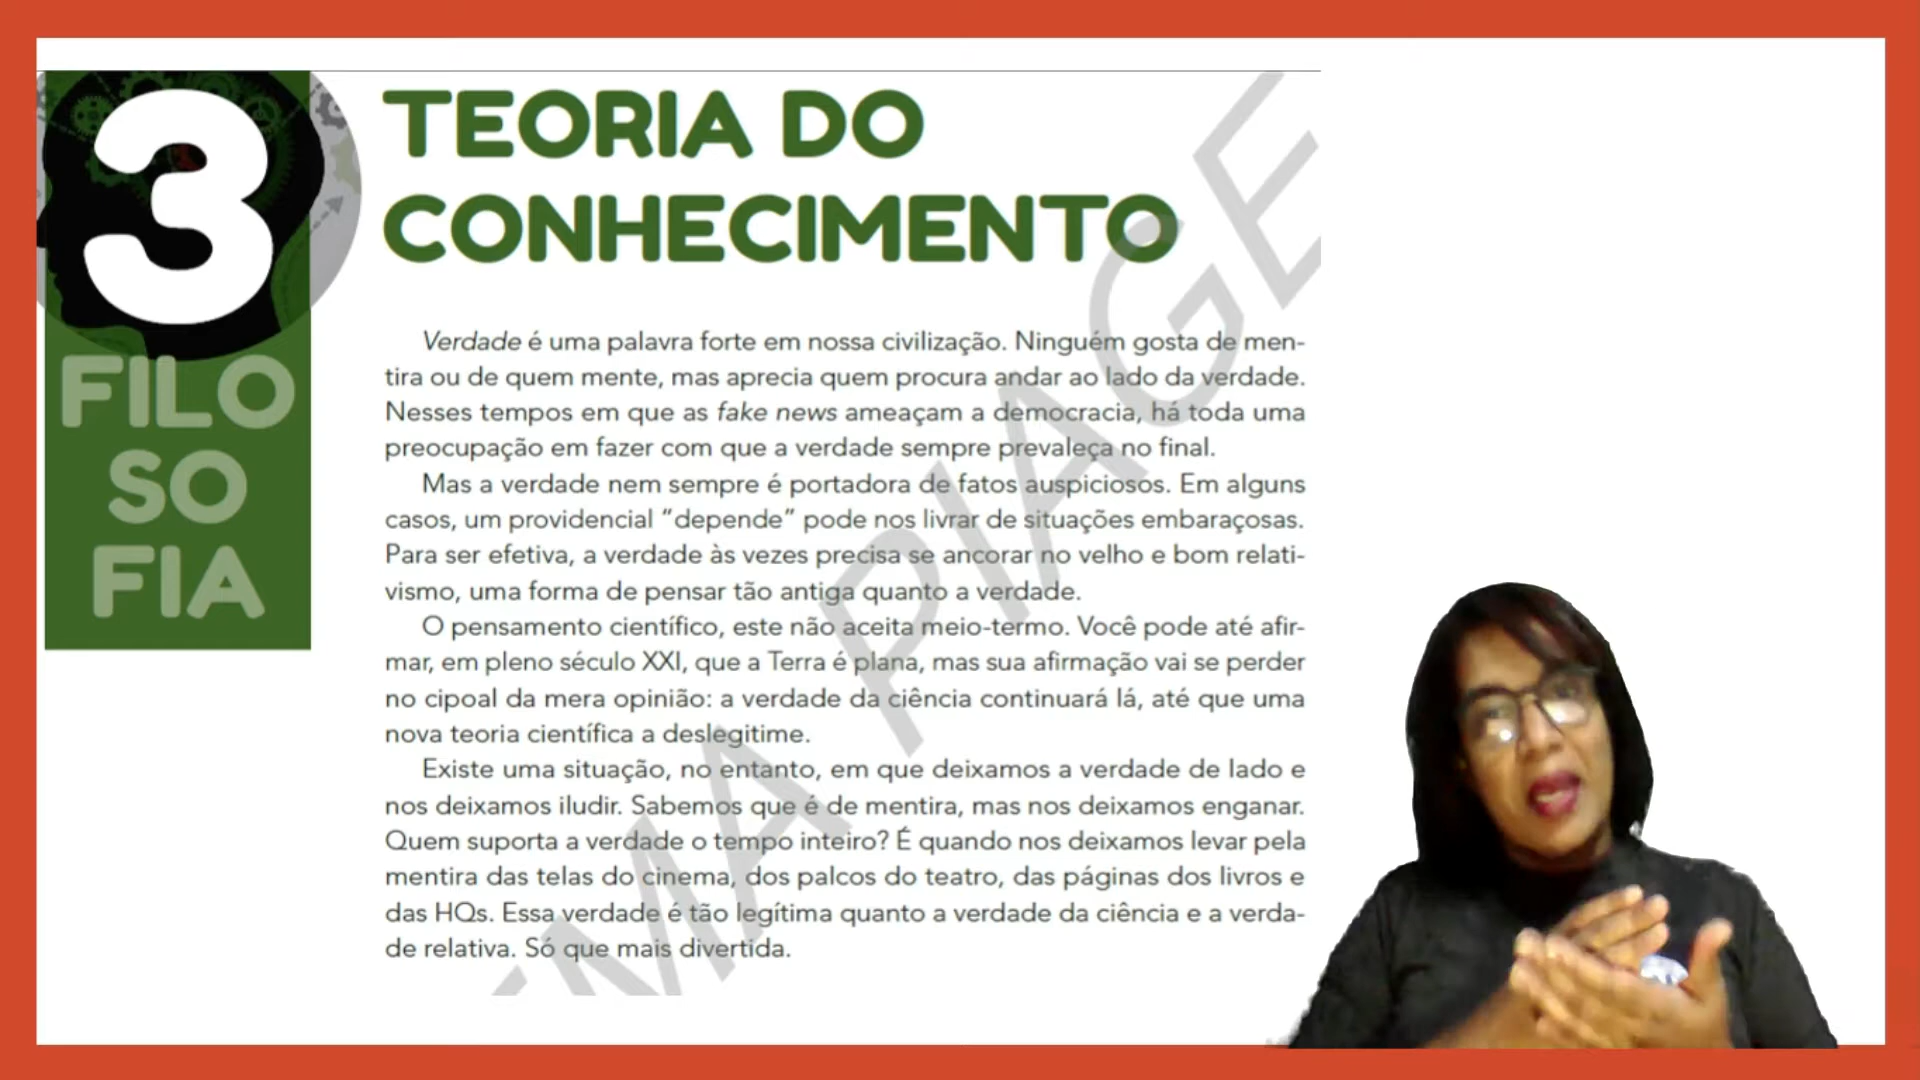 3
FILO
SO
FIA
TEORIA DO
CONHECIMENTO
Verdade é uma palavra forte em nossa civilização. Ninguém gosta de men-
tira ou de quem mente, mas aprecia quem procura andar ao lado da verdade.
Nesses tempos em que as fake news ameaçam a democracia, há toda uma
preocupação em fazer com que a verdade sempre prevaleça no final.
Mas a verdade nem sempre é portadora de fatos auspiciosos. Em alguns
casos, um providencial “depende” pode nos livrar de situações embaraçosas.
Para ser efetiva, a verdade às vezes precisa se ancorar no velho e bom relati-
vismo, uma forma de pensar tão antiga quanto a verdade.
O pensamento científico, este não aceita meio-termo. Você pode até afir-
mar, em pleno século XXI, que a Terra é plana, mas sua afirmação vai se perder
no cipoal da mera opinião: a verdade da ciência continuará lá, até que uma
nova teoria científica a deslegitime.
Existe uma situação, no entanto, em que deixamos a verdade de lado e
nos deixamos iludir. Sabemos que é de mentira, mas nos deixamos enganar.
Quem suporta a verdade o tempo inteiro? É quando nos deixamos levar pela
mentira das telas do cinema, dos palcos do teatro, das páginas dos livros e
das HQs. Essa verdade é tão legítima quanto a verdade da ciência e a verda-
de relativa. Só que mais divertida.
EMA PIAGE